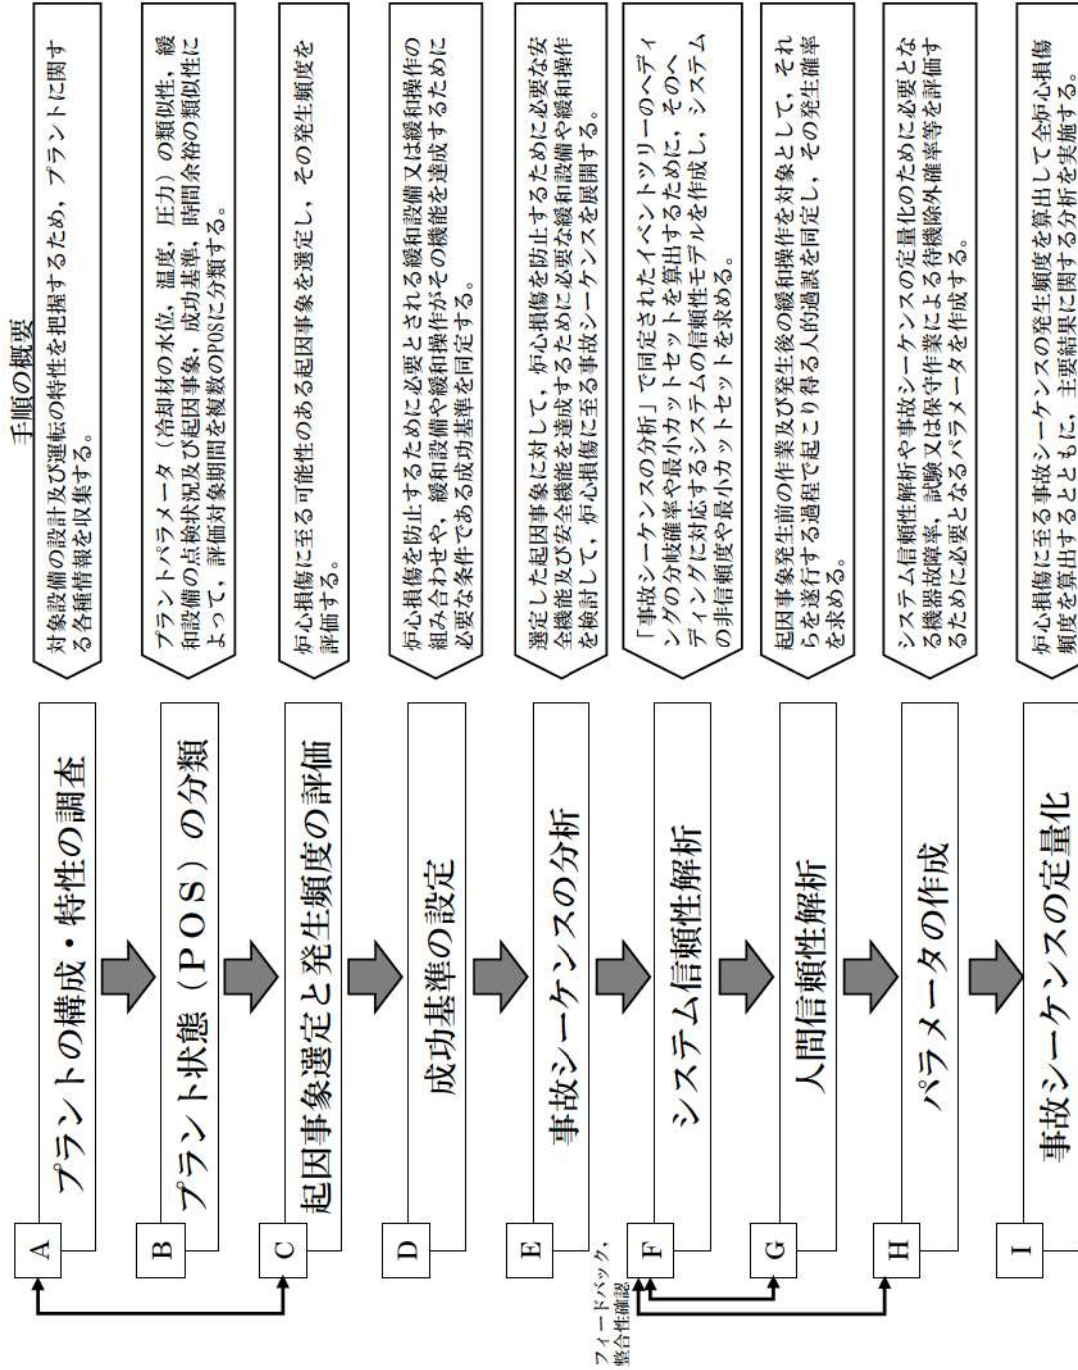 手順の概要
A
プラントの構成・特性の調査
対象設備の設計及び運転の特性を把握するため，プラントに関す
る各種情報を収集する。
B
プラント状態（ＰＯＳ）の分類
プラントパラメータ（冷却材の水位，温度，圧力）の類似性，緩
和設備の点検状況及び起因事象，成功基準，時間余裕の類似性に
よって，評価対象期間を複数のPOSに分類する。
C
起因事象選定と発生頻度の評価
炉心損傷に至る可能性のある起因事象を選定し，その発生頻度を
評価する。
D
成功基準の設定
炉心損傷を防止するために必要とされる緩和設備又は緩和操作の
組み合わせや，緩和設備や緩和操作がその機能を達成するために
必要な条件である成功基準を同定する。
E
事故シーケンスの分析
選定した起因事象に対して，炉心損傷を防止するために必要な安
全機能及び安全機能を達成するために必要な緩和設備や緩和操作
を検討して，炉心損傷に至る事故シーケンスを展開する。
フィードバック，
整合性確認
F
システム信頼性解析
「事故シーケンスの分析」で同定されたイベントツリーのヘディ
ングの分岐確率や最小カットセットを算出するために，そのヘ
ディングに対応するシステムの信頼性モデルを作成し，システム
の非信頼度や最小カットセットを求める。
G
人間信頼性解析
起因事象発生前の作業及び発生後の緩和操作を対象として，それ
らを遂行する過程で起こり得る人的過誤を同定し，その発生確率
を求める。
H
パラメータの作成
システム信頼性解析や事故シーケンスの定量化のために必要とな
る機器故障率，試験又は保守作業による待機除外確率等を評価す
るために必要となるパラメータを作成する。
I
事故シーケンスの定量化
炉心損傷に至る事故シーケンスの発生頻度を算出して全炉心損傷
頻度を算出するとともに，主要結果に関する分析を実施する。